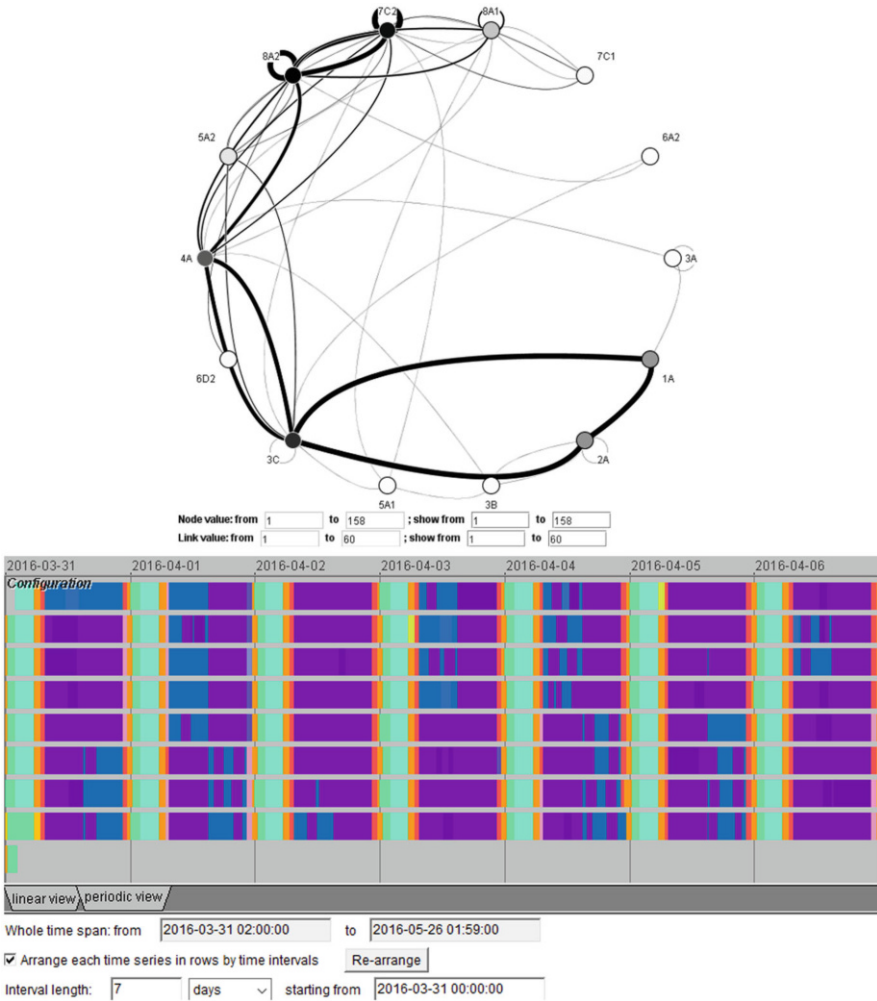 7C2 8A1
8A2 7C1
5A2 6A2
4A 3A
6D2 1A
3C 2A
5A1 3B
Node value: from 1 to 158 ; show from 1 to 158
Link value: from 1 to 60 ; show from 1 to 60
2016-03-31 2016-04-01 2016-04-02 2016-04-03 2016-04-04 2016-04-05 2016-04-06
Configuration
linear view periodic view
Whole time span: from 2016-03-31 02:00:00 to 2016-05-26 01:59:00
Arrange each time series in rows by time intervals Re-arrange
Interval length: 7 days starting from 2016-03-31 00:00:00